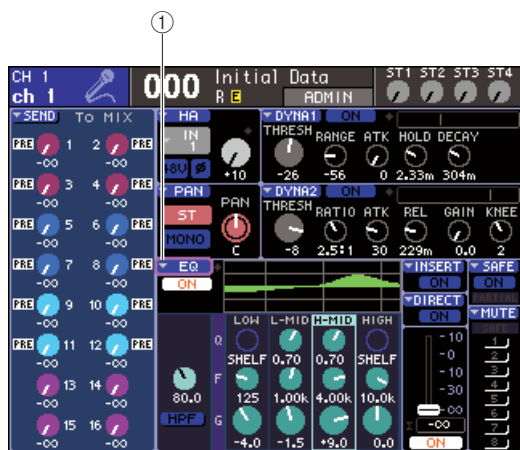 1
CH 1
ch 1
000
Initial Data
R E
ADMIN
ST1 ST2 ST3 ST4
SEND To MIX
PRE 1 2 PRE
-∞ -∞
PRE 3 4 PRE
-∞ -∞
PRE 5 6 PRE
-∞ -∞
PRE 7 8 PRE
-∞ -∞
PRE 9 10 PRE
-∞ -∞
PRE 11 12 PRE
-∞ -∞
13 14
-∞ -∞
15 16
-∞ -∞
HA
IN
1
48V ø
+10
DYNA1 ON
THRESH RANGE ATK HOLD DECAY
-26 -56 0 2.33m 304m
PAN
ST
MONO
PAN
C
DYNA2 ON
THRESH RATIO ATK REL GAIN KNEE
-8 2.5:1 30 229m 0.0 2
EQ
ON
LOW L-MID H-MID HIGH
Q
SHELF 0.70 0.70 SHELF
F
80.0
125 1.00k 4.00k 10.0k
HPF
G
-4.0 -1.5 +9.0 0.0
INSERT
ON
DIRECT
ON
-10
-0
-10
-30
-∞
Σ -∞
ON
SAFE
ON
PARTIAL
MUTE
SAFE
1
2
3
4
5
6
7
8